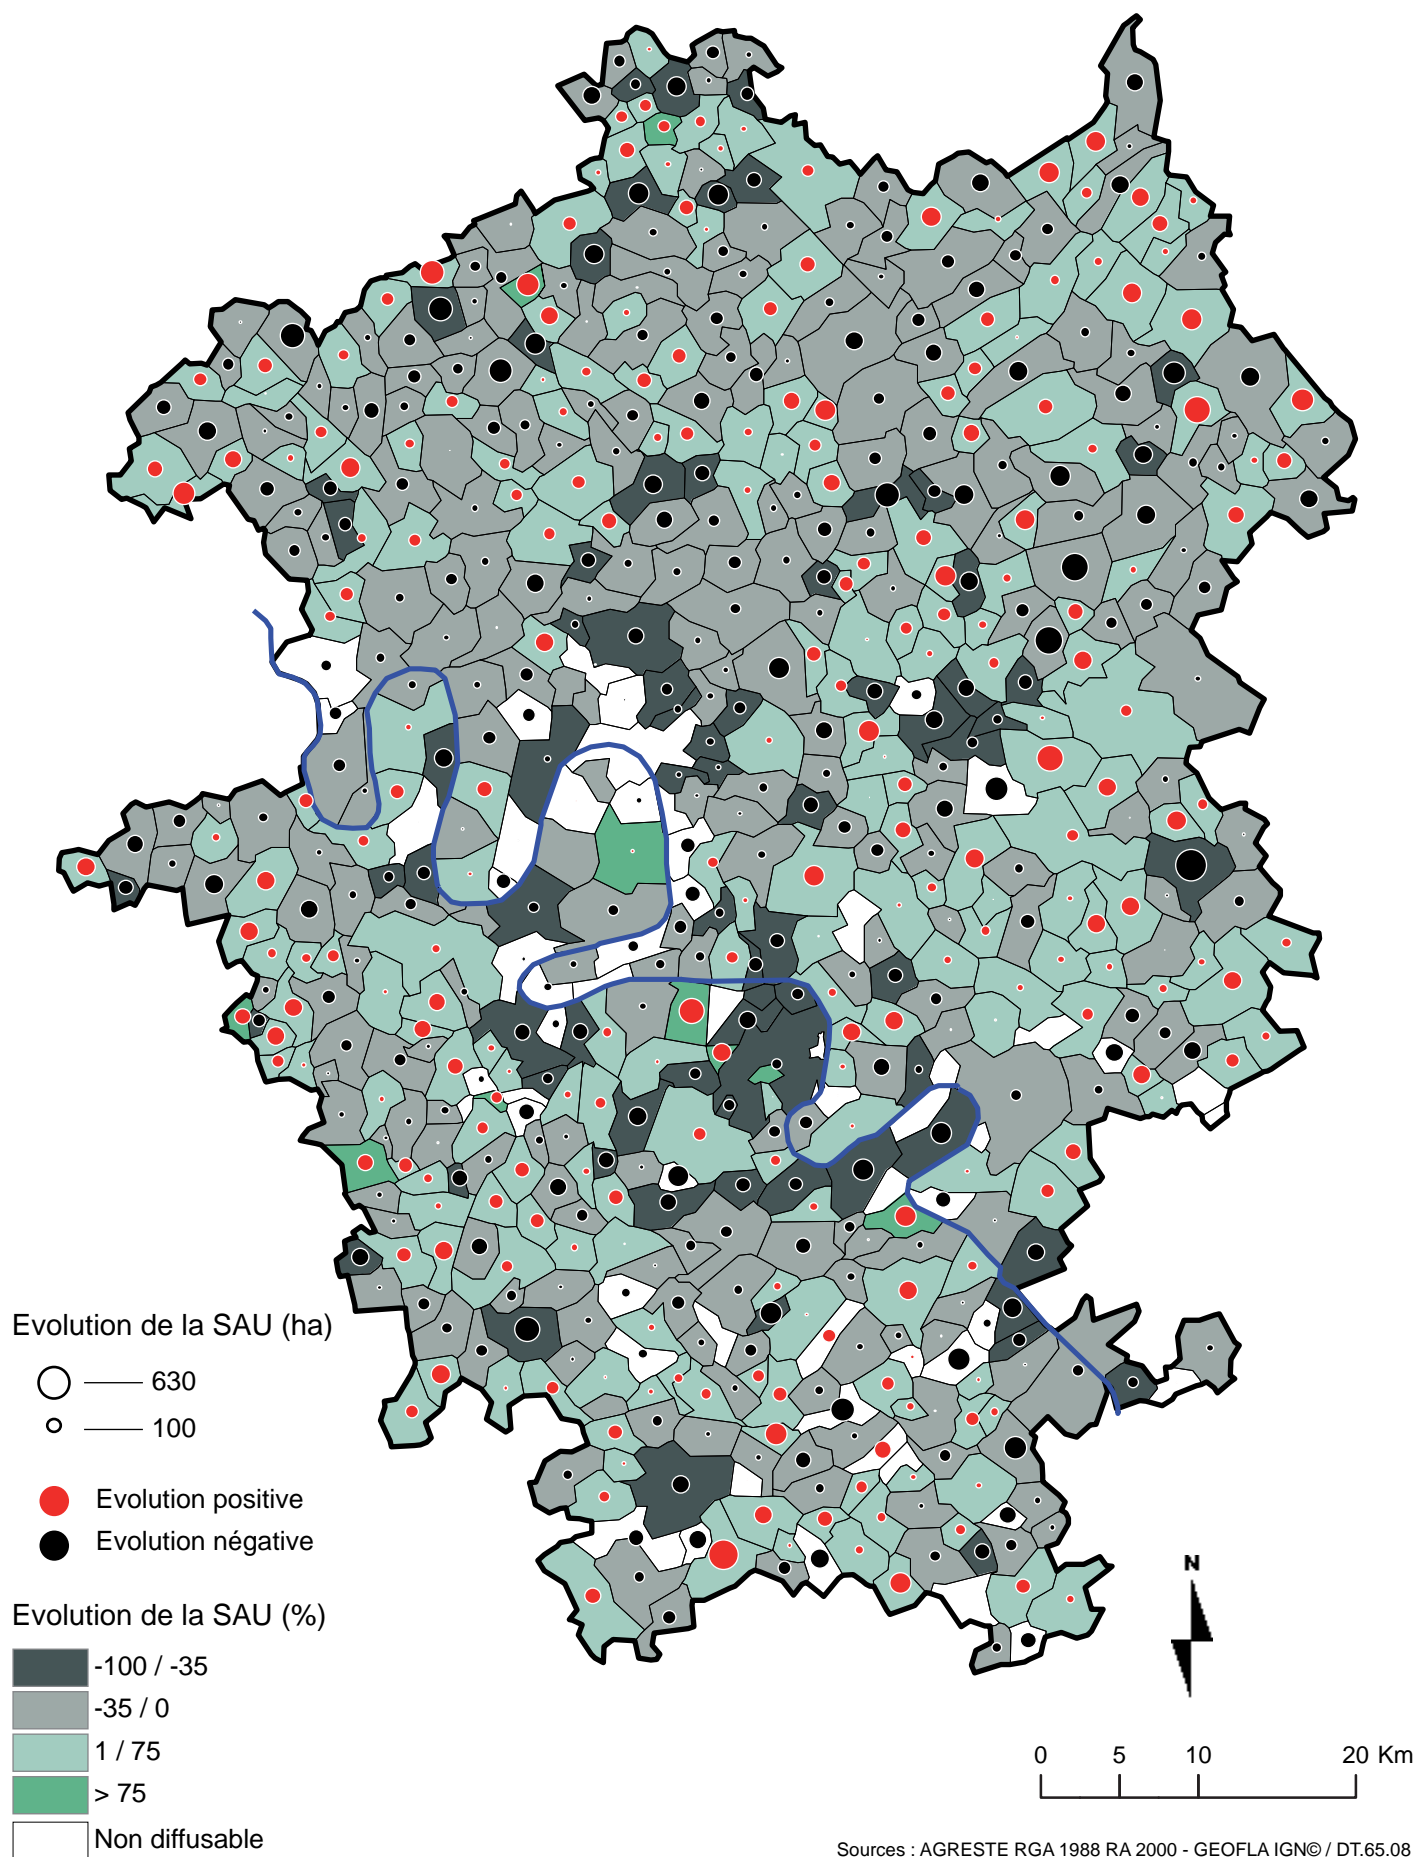 Evolution de la SAU (ha)
630
100
Evolution positive
Evolution négative
Evolution de la SAU (%)
-100 / -35
-35 / 0
1 / 75
> 75
Non diffusable
N
0 5 10 20 Km
Sources : AGRESTE RGA 1988 RA 2000 - GEOFLA IGN© / DT.65.08